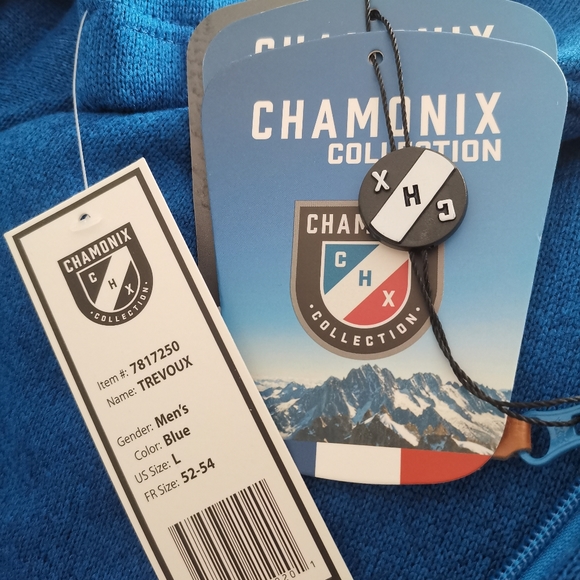 CHAMONIX
COLLECTION
X
H
C
CHAM
C
H
X
· COLLECTION ·
CHAMONIX
C
H
X
· COLLECTION ·
Item #: 7817250
Name: TREVOUX
Gender: Men's
Color: Blue
US Size: L
FR Size: 52-54